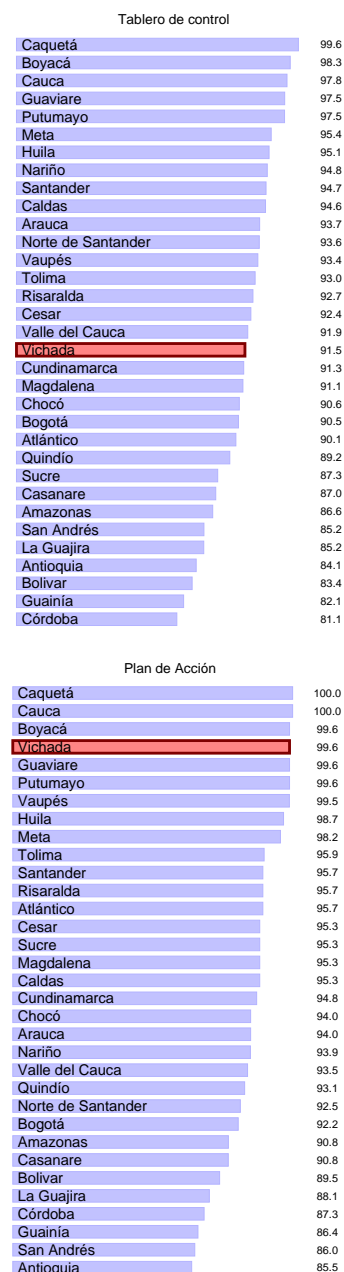 Tablero de control
Caquetá 99.6
Boyacá 98.3
Cauca 97.8
Guaviare 97.5
Putumayo 97.5
Meta 95.4
Huila 95.1
Nariño 94.8
Santander 94.7
Caldas 94.6
Arauca 93.7
Norte de Santander 93.6
Vaupés 93.4
Tolima 93.0
Risaralda 92.7
Cesar 92.4
Valle del Cauca 91.9
Vichada 91.5
Cundinamarca 91.3
Magdalena 91.1
Chocó 90.6
Bogotá 90.5
Atlántico 90.1
Quindío 89.2
Sucre 87.3
Casanare 87.0
Amazonas 86.6
San Andrés 85.2
La Guajira 85.2
Antioquia 84.1
Bolivar 83.4
Guainía 82.1
Córdoba 81.1
Plan de Acción
Caquetá 100.0
Cauca 100.0
Boyacá 99.6
Vichada 99.6
Guaviare 99.6
Putumayo 99.6
Vaupés 99.5
Huila 98.7
Meta 98.2
Tolima 95.9
Santander 95.7
Risaralda 95.7
Atlántico 95.7
Cesar 95.3
Sucre 95.3
Magdalena 95.3
Caldas 95.3
Cundinamarca 94.8
Chocó 94.0
Arauca 94.0
Nariño 93.9
Valle del Cauca 93.5
Quindío 93.1
Norte de Santander 92.5
Bogotá 92.2
Amazonas 90.8
Casanare 90.8
Bolivar 89.5
La Guajira 88.1
Córdoba 87.3
Guainía 86.4
San Andrés 86.0
Antioquia 85.5